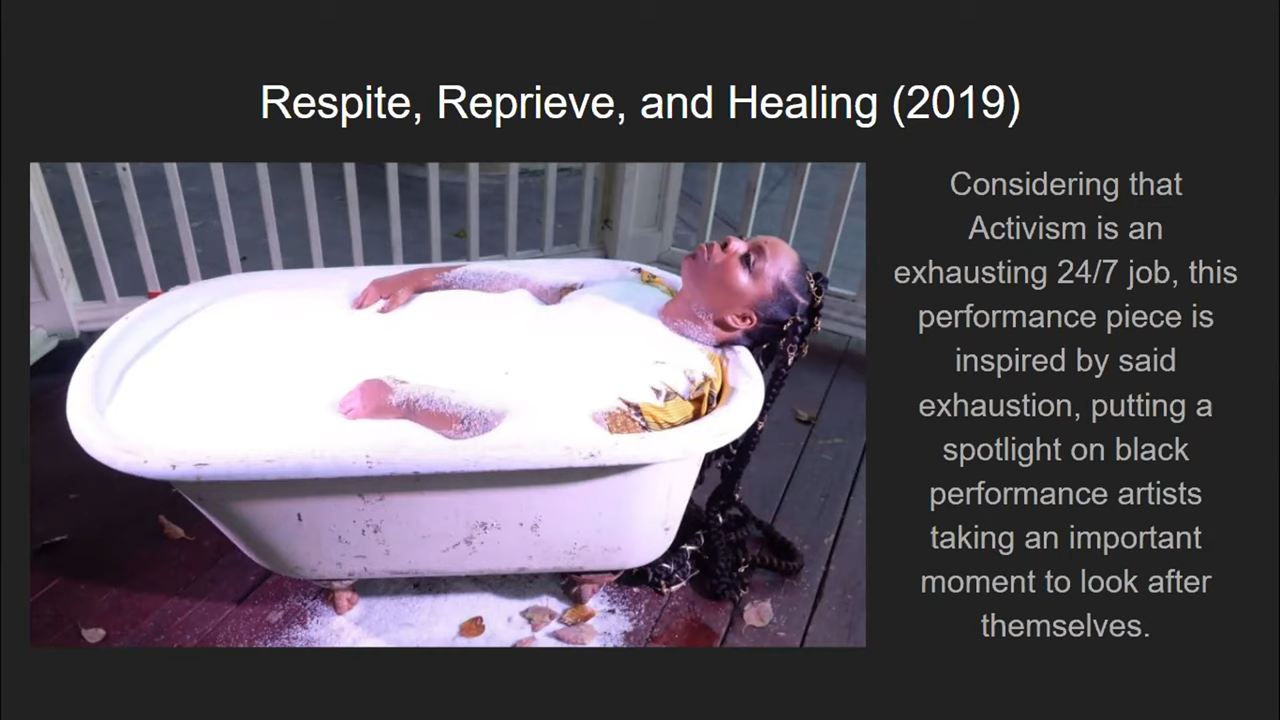 Respite, Reprieve, and Healing (2019)
Considering that
Activism is an
exhausting 24/7 job, this
performance piece is
inspired by said
exhaustion, putting a
spotlight on black
performance artists
taking an important
moment to look after
themselves.